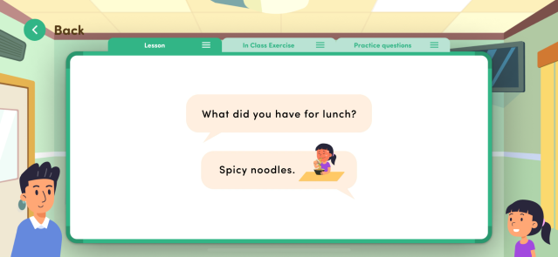 Back
Lesson
In Class Exercise
Practice questions
What did you have for lunch?
Spicy noodles.